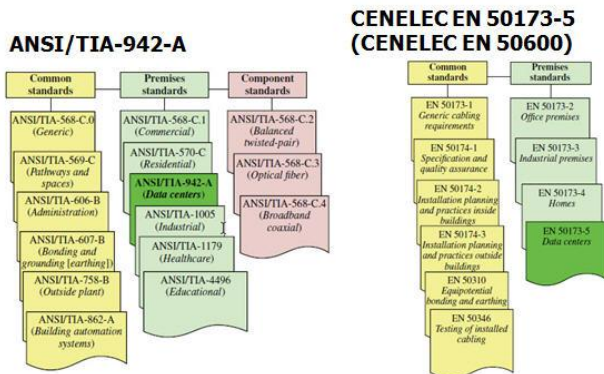 ANSI/TIA-942-A
Common
standards
Premises
standards
Component
standards
ANSI/TIA-568-C.0
(Generic)
ANSI/TIA-569-C
(Pathways and
spaces)
ANSI/TIA-606-B
(Administration)
ANSI/TIA-607-B
(Bonding and
grounding [earthing])
ANSI/TIA-758-B
(Outside plant)
ANSI/TIA-862-A
(Building automation
systems)
ANSI/TIA-568-C.1
(Commercial)
ANSI/TIA-570-C
(Residential)
ANSI/TIA-942-A
(Data centers)
ANSI/TIA-1005
(Industrial)
ANSI/TIA-1179
(Healthcare)
ANSI/TIA-4496
(Educational)
ANSI/TIA-568-C.2
(Balanced
twisted-pair)
ANSI/TIA-568-C.3
(Optical fiber)
ANSI/TIA-568-C.4
(Broadband
coaxial)
CENELEC EN 50173-5
(CENELEC EN 50600)
Common
standards
Premises
standards
EN 50173-1
Generic cabling
requirements
EN 50174-1
Specification and
quality assurance
EN 50174-2
Installation planning
and practices inside
buildings
EN 50174-3
Installation planning
and practices outside
buildings
EN 50310
Equipotential
bonding and earthing
EN 50346
Testing of installed
cabling
EN 50173-2
Office premises
EN 50173-3
Industrial premises
EN 50173-4
Homes
EN 50173-5
Data centers